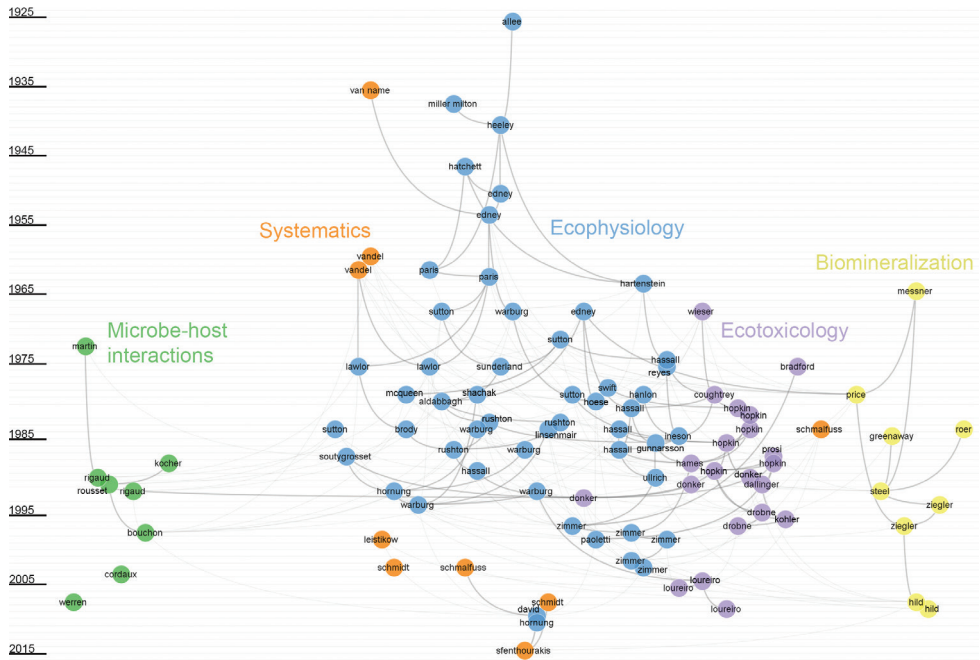 1925
allee
1935
van name
miller milton
heeley
1945
hatchett
edney
edney
1955
Systematics
Ecophysiology
vandel
vandel
paris
paris
Biomineralization
hartenstein
messner
1965
sutton
warburg
edney
wieser
Microbe-host
interactions
Ecotoxicology
martin
sutton
1975
lawlor
lawlor
sunderland
hassall
reyes
bradford
mcqueen
aldabbagh
shachak
sutton
swift
hoese
hanlon
hassall
coughtrey
hopkin
hopkin
price
1985
sutton
brody
rushton
warburg
rushton
linsenmair
hassall
ineson
gunnarsson
hopkin
hopkin
schmalfuss
greenaway
roer
kocher
soutygrosset
rushton
hassall
warburg
hassall
ullrich
hames
hopkin
prosi
hopkin
donker
dallinger
rigaud
rousset
rigaud
hornung
warburg
warburg
donker
donker
steel
1995
bouchon
zimmer
paoletti
zimmer
zimmer
drobne
drobne
kohler
ziegler
ziegler
leistikow
schmidt
schmalfuss
zimmer
zimmer
cordaux
2005
loureiro
loureiro
loureiro
werren
david
schmidt
hornung
hild
hild
2015
sfenthourakis